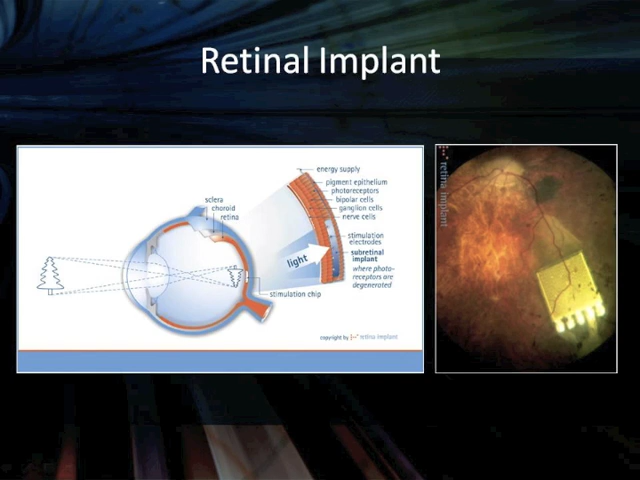 Retinal Implant
sclera
choroid
retina
energy supply
pigment epithelium
photoreceptors
bipolar cells
ganglion cells
nerve cells
stimulation
electrodes
subretinal
implant
where photo-
receptors are
degenerated
light
stimulation chip
copyright by retina implant
retina implant